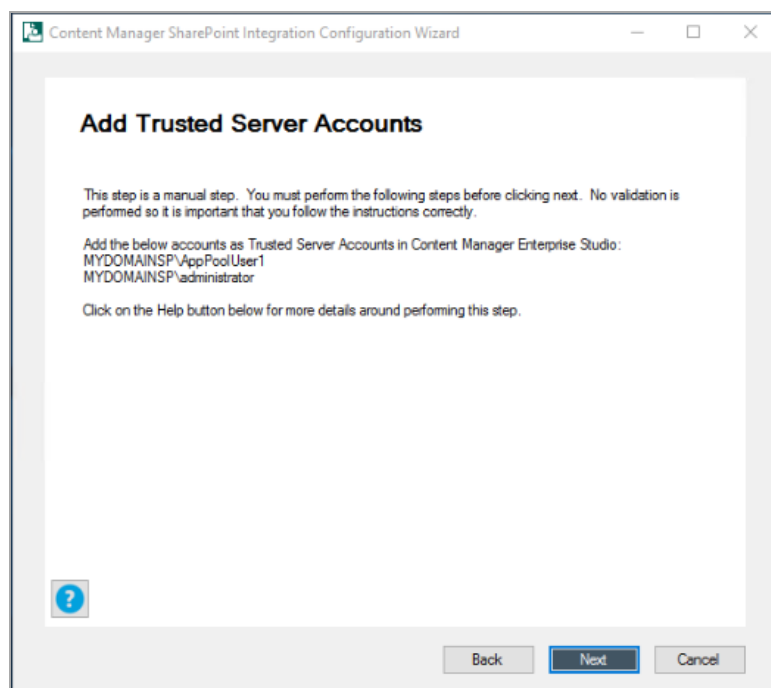 Content Manager SharePoint Integration Configuration Wizard
Add Trusted Server Accounts
This step is a manual step. You must perform the following steps before clicking next. No validation is
performed so it is important that you follow the instructions correctly.
Add the below accounts as Trusted Server Accounts in Content Manager Enterprise Studio:
MYDOMAINSP\AppPoolUser1
MYDOMAINSP\administrator
Click on the Help button below for more details around performing this step.
?
Back Next Cancel